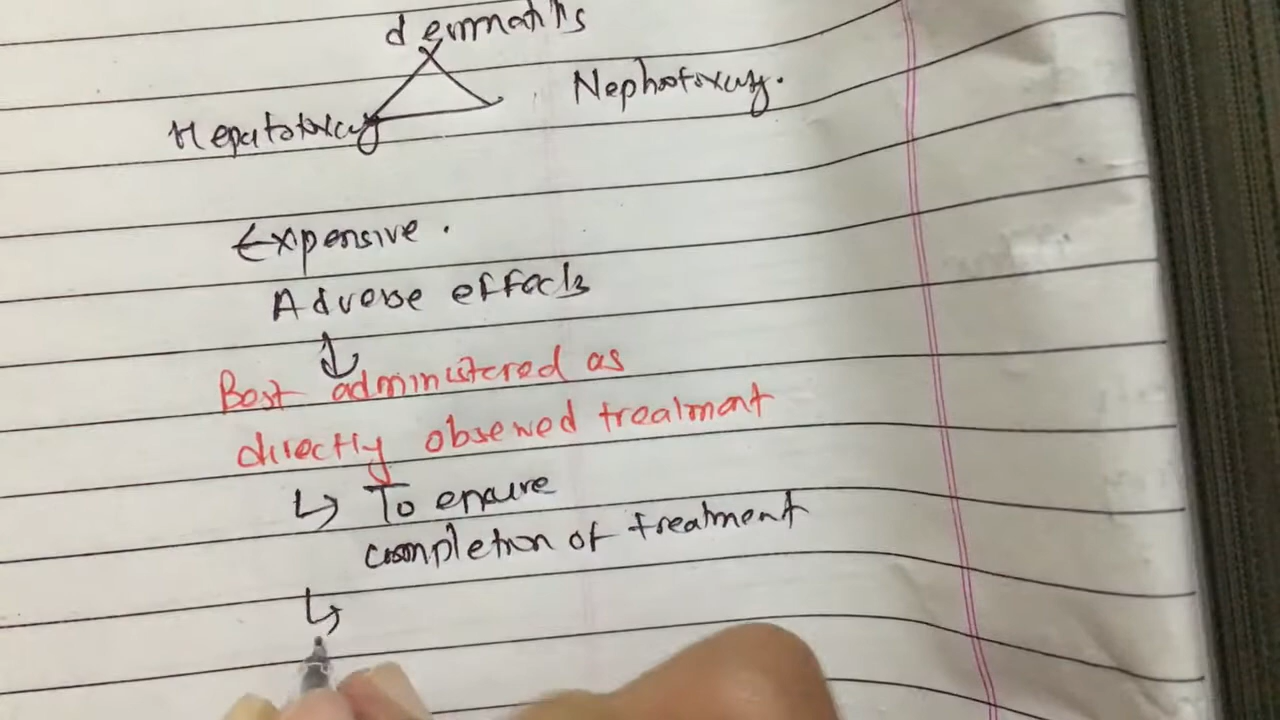 dermatitis
Nephrotoxicity.
Hepatotoxicity
Expensive.
Adverse effects
Best administered as
directly observed treatment
↳ To ensure
completion of treatment
↳